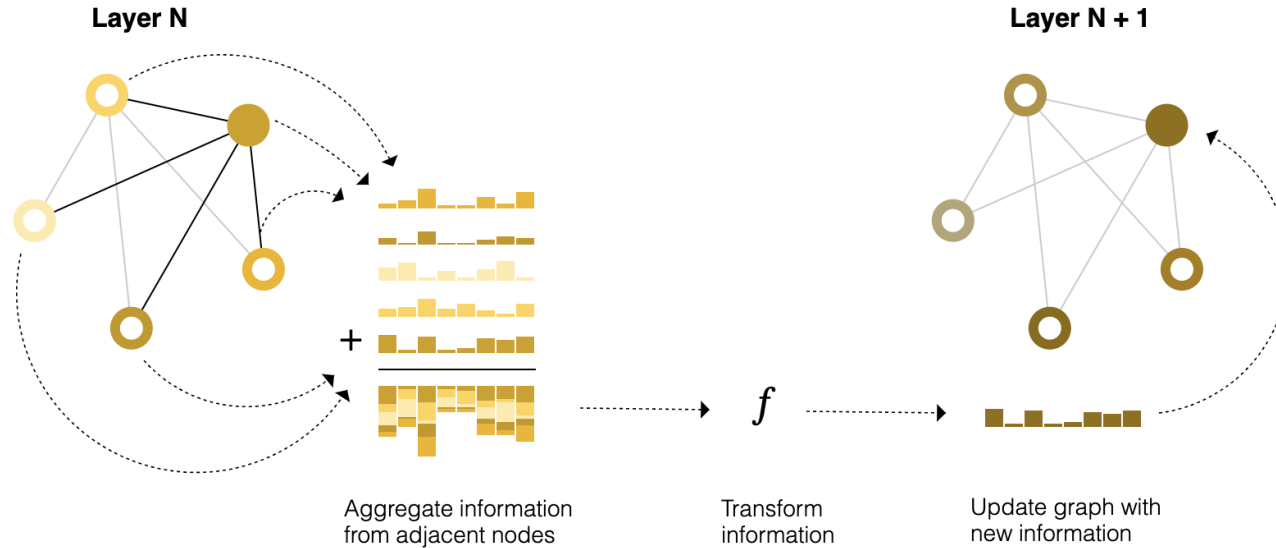 Layer N
Layer N + 1
+
f
Aggregate information
from adjacent nodes
Transform
information
Update graph with
new information